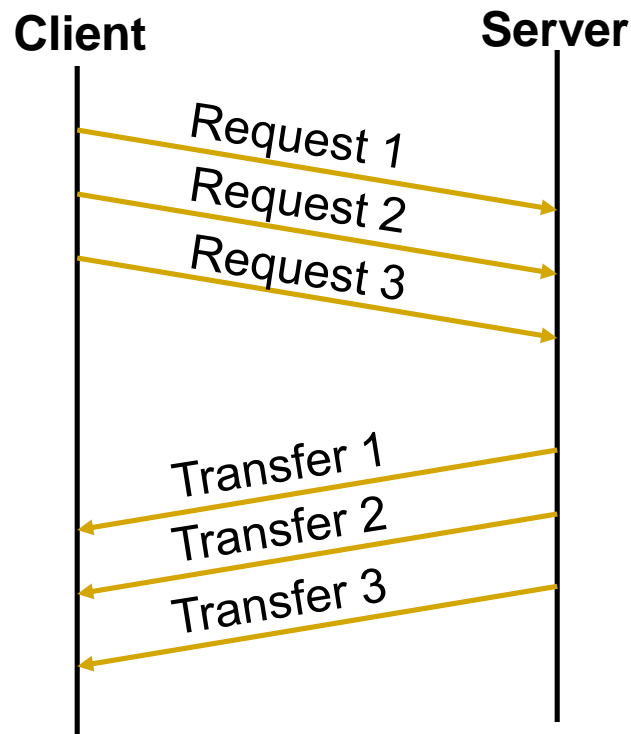 Client
Server
Request 1
Request 2
Request 3
Transfer 1
Transfer 2
Transfer 3